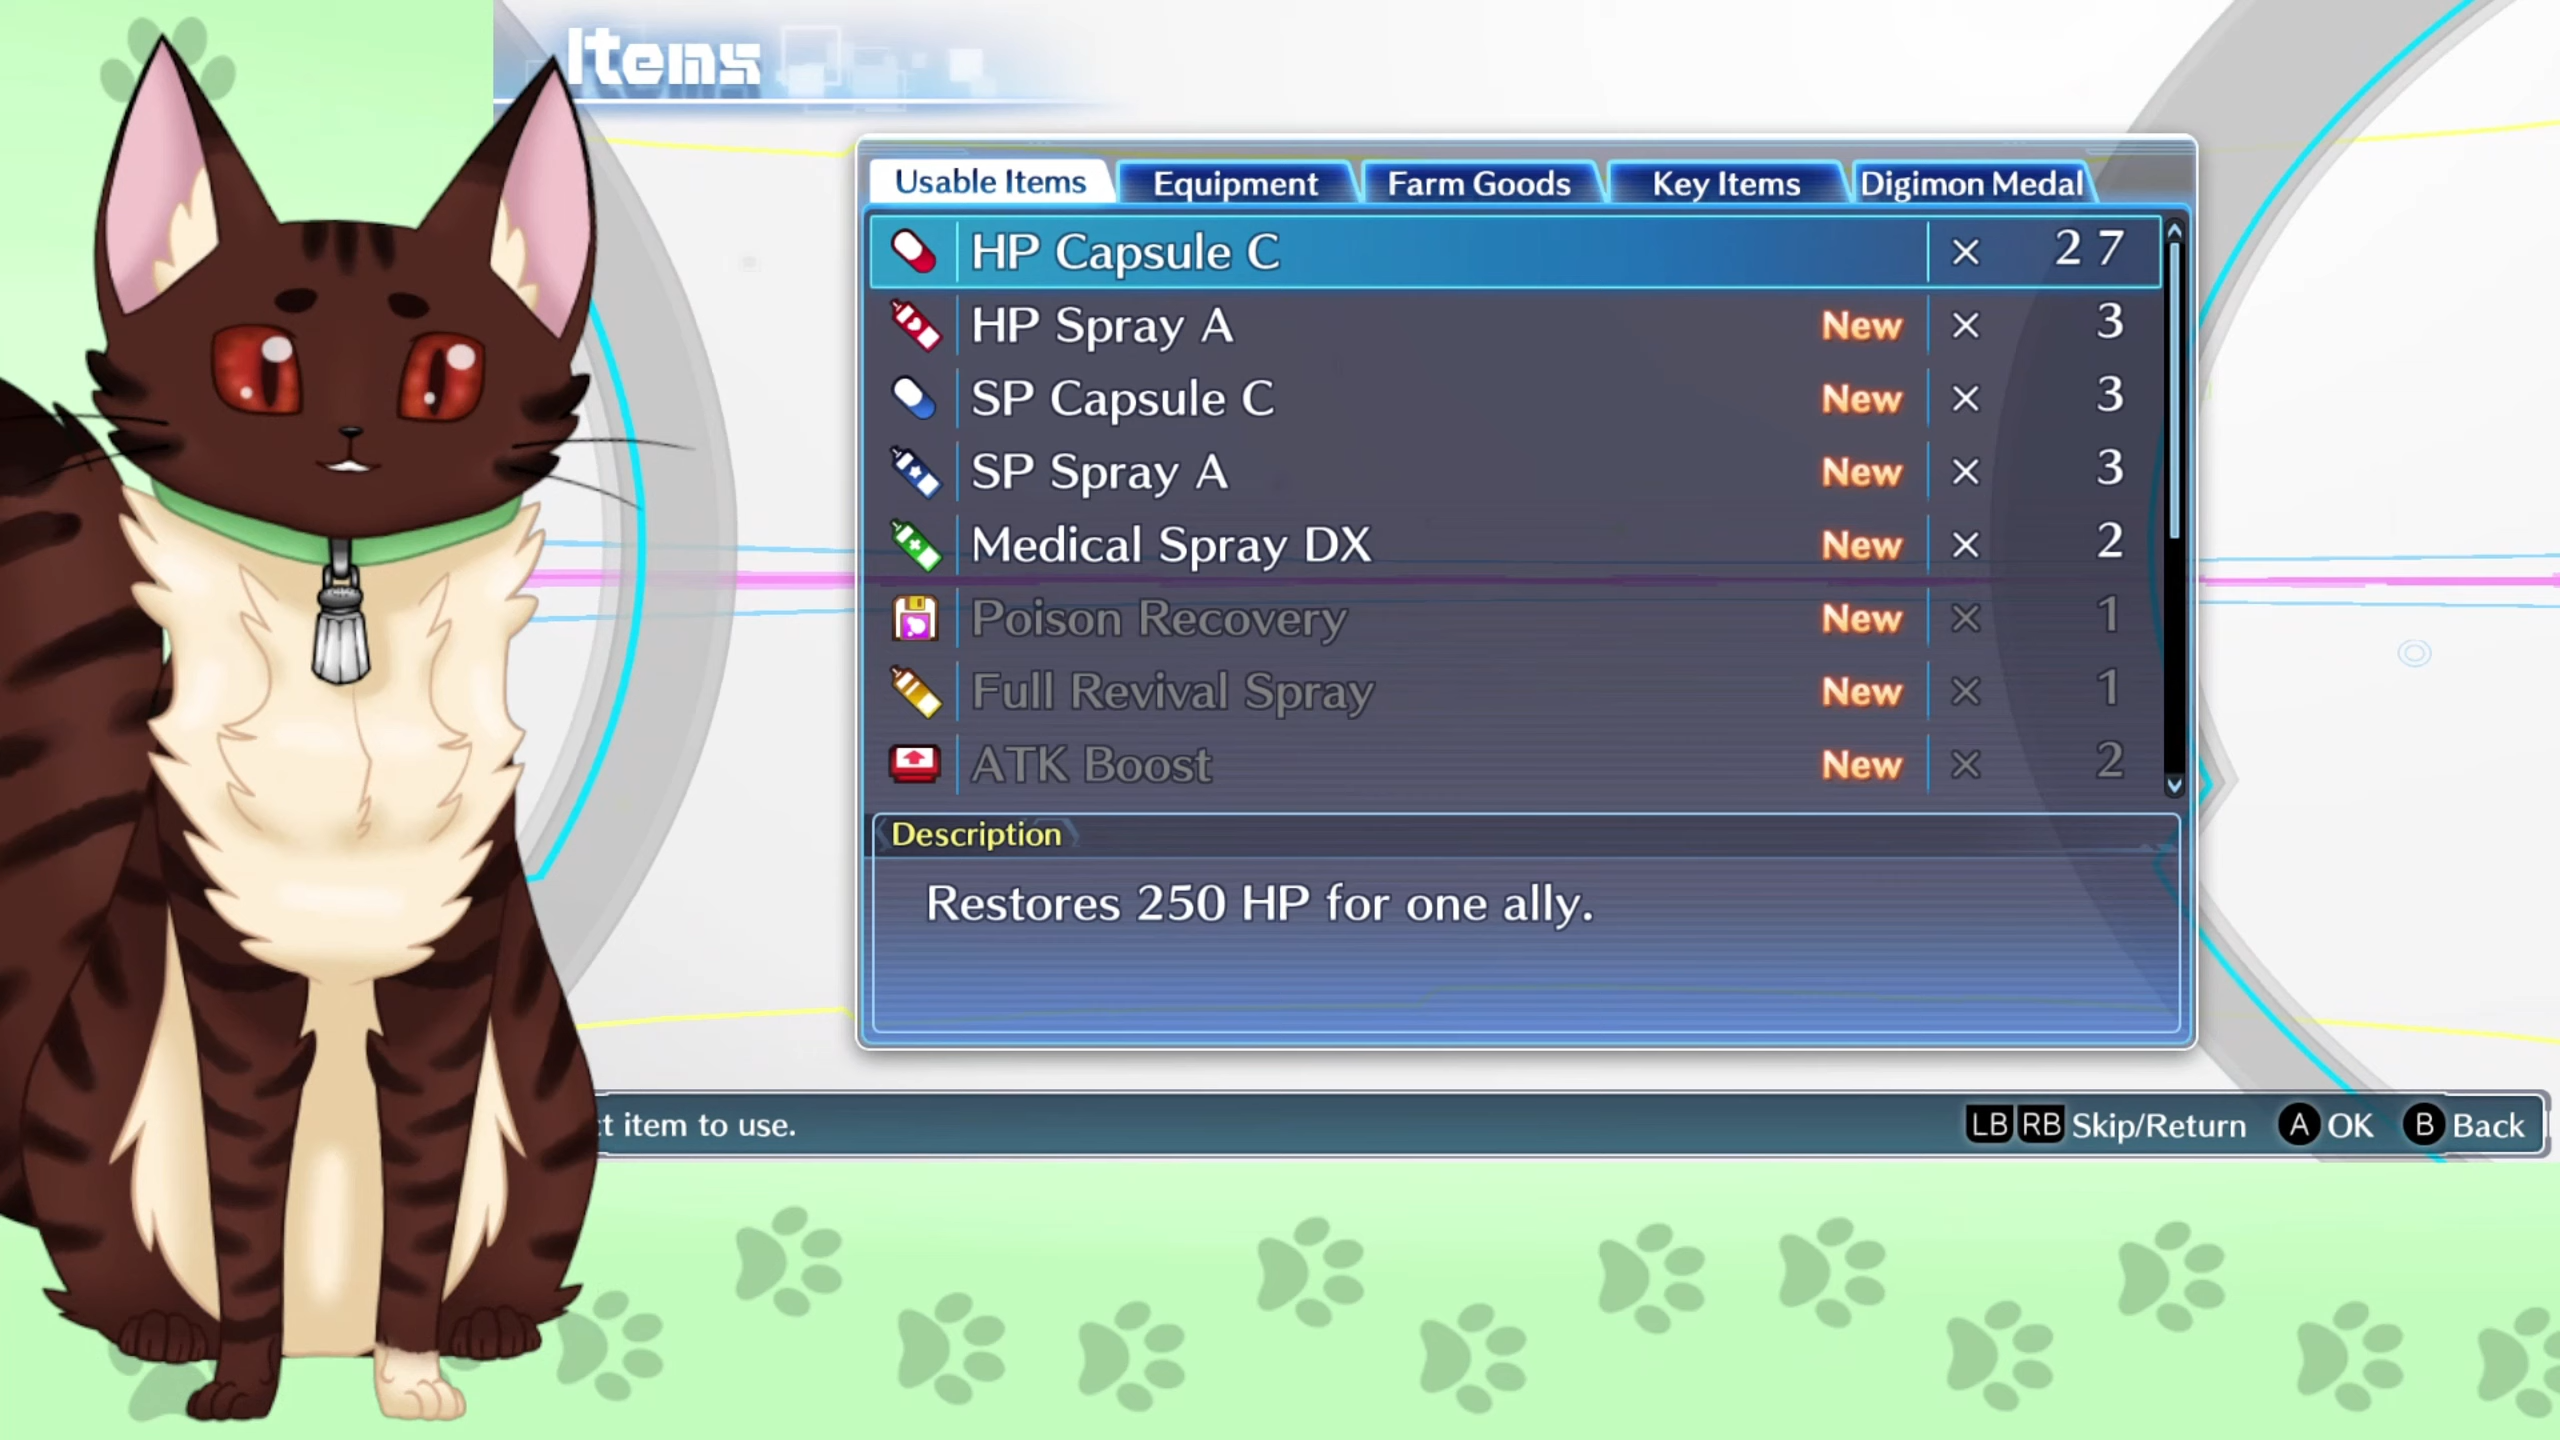 Items
Usable Items Equipment Farm Goods Key Items Digimon Medal
HP Capsule C × 27
HP Spray A New × 3
SP Capsule C New × 3
SP Spray A New × 3
Medical Spray DX New × 2
Poison Recovery New × 1
Full Revival Spray New × 1
ATK Boost New × 2
Description
Restores 250 HP for one ally.
ct item to use. LB RB Skip/Return A OK B Back